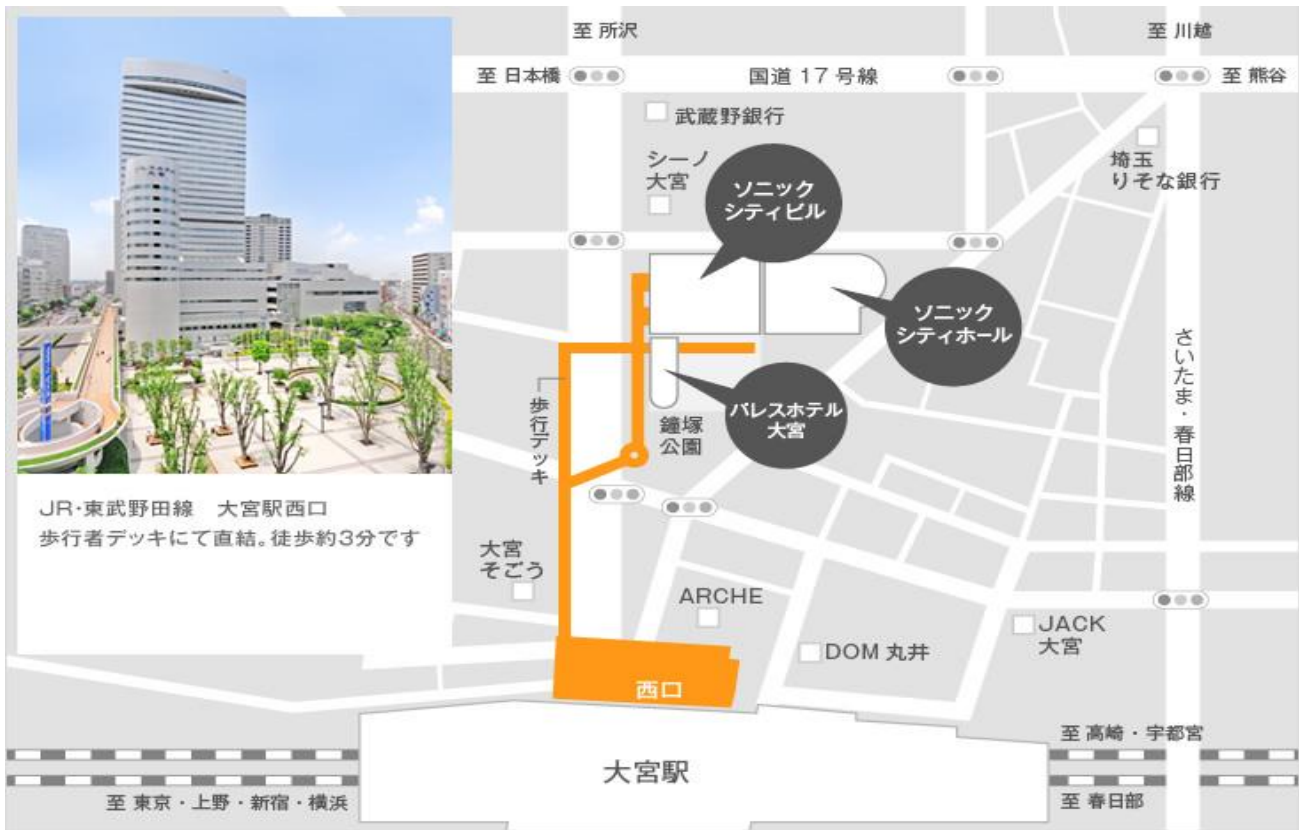 至 所沢
至 川越
至 日本橋
国道 17 号線
至 熊谷
武蔵野銀行
シーノ
大宮
埼玉
りそな銀行
ソニック
シティビル
ソニック
シティホール
さいたま・春日部線
パレスホテル
大宮
歩行デッキ
鐘塚
公園
JR・東武野田線　大宮駅西口
歩行者デッキにて直結。徒歩約3分です
大宮
そごう
ARCHE
JACK
大宮
DOM 丸井
西口
至 高崎・宇都宮
大宮駅
至 東京・上野・新宿・横浜
至 春日部